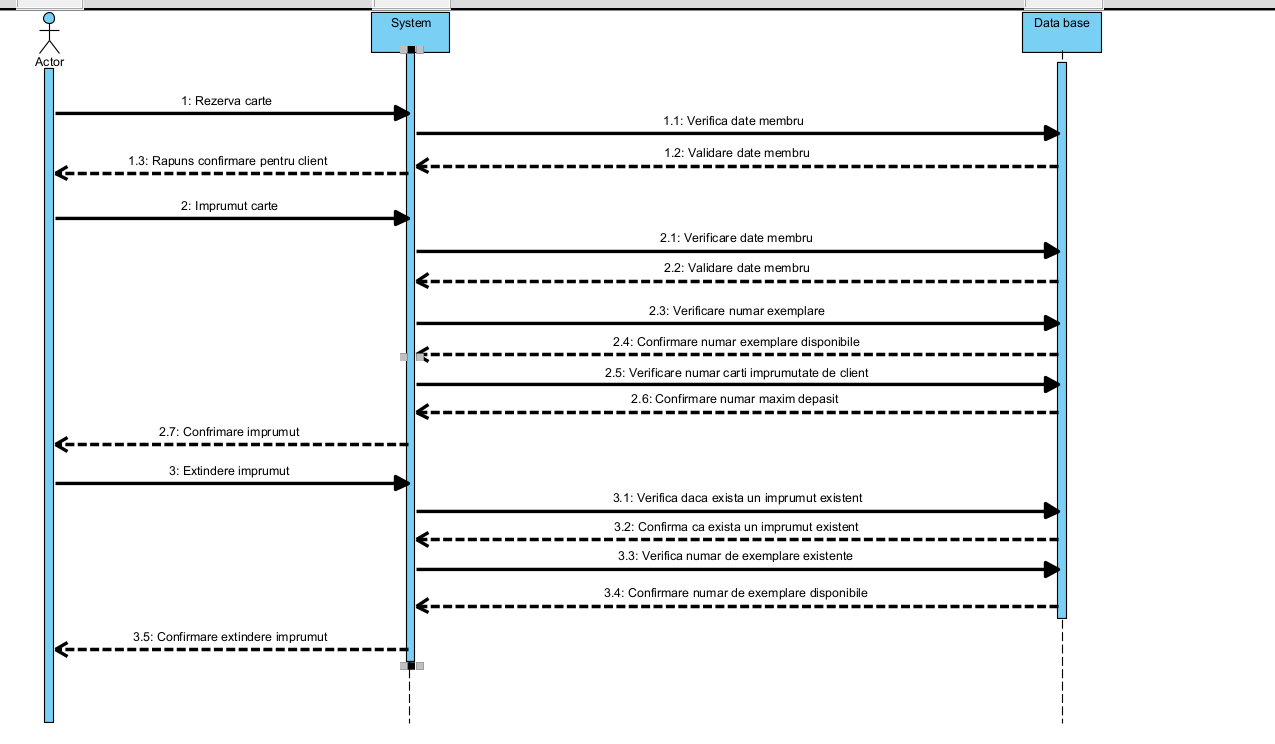 System
Data base
Actor
1: Rezerva carte
1.1: Verifica date membru
1.2: Validare date membru
1.3: Rapuns confirmare pentru client
2: Imprumut carte
2.1: Verificare date membru
2.2: Validare date membru
2.3: Verificare numar exemplare
2.4: Confirmare numar exemplare disponibile
2.5: Verificare numar carti imprumutate de client
2.6: Confirmare numar maxim depasit
2.7: Confrimare imprumut
3: Extindere imprumut
3.1: Verifica daca exista un imprumut existent
3.2: Confirma ca exista un imprumut existent
3.3: Verifica numar de exemplare existente
3.4: Confirmare numar de exemplare disponibile
3.5: Confirmare extindere imprumut